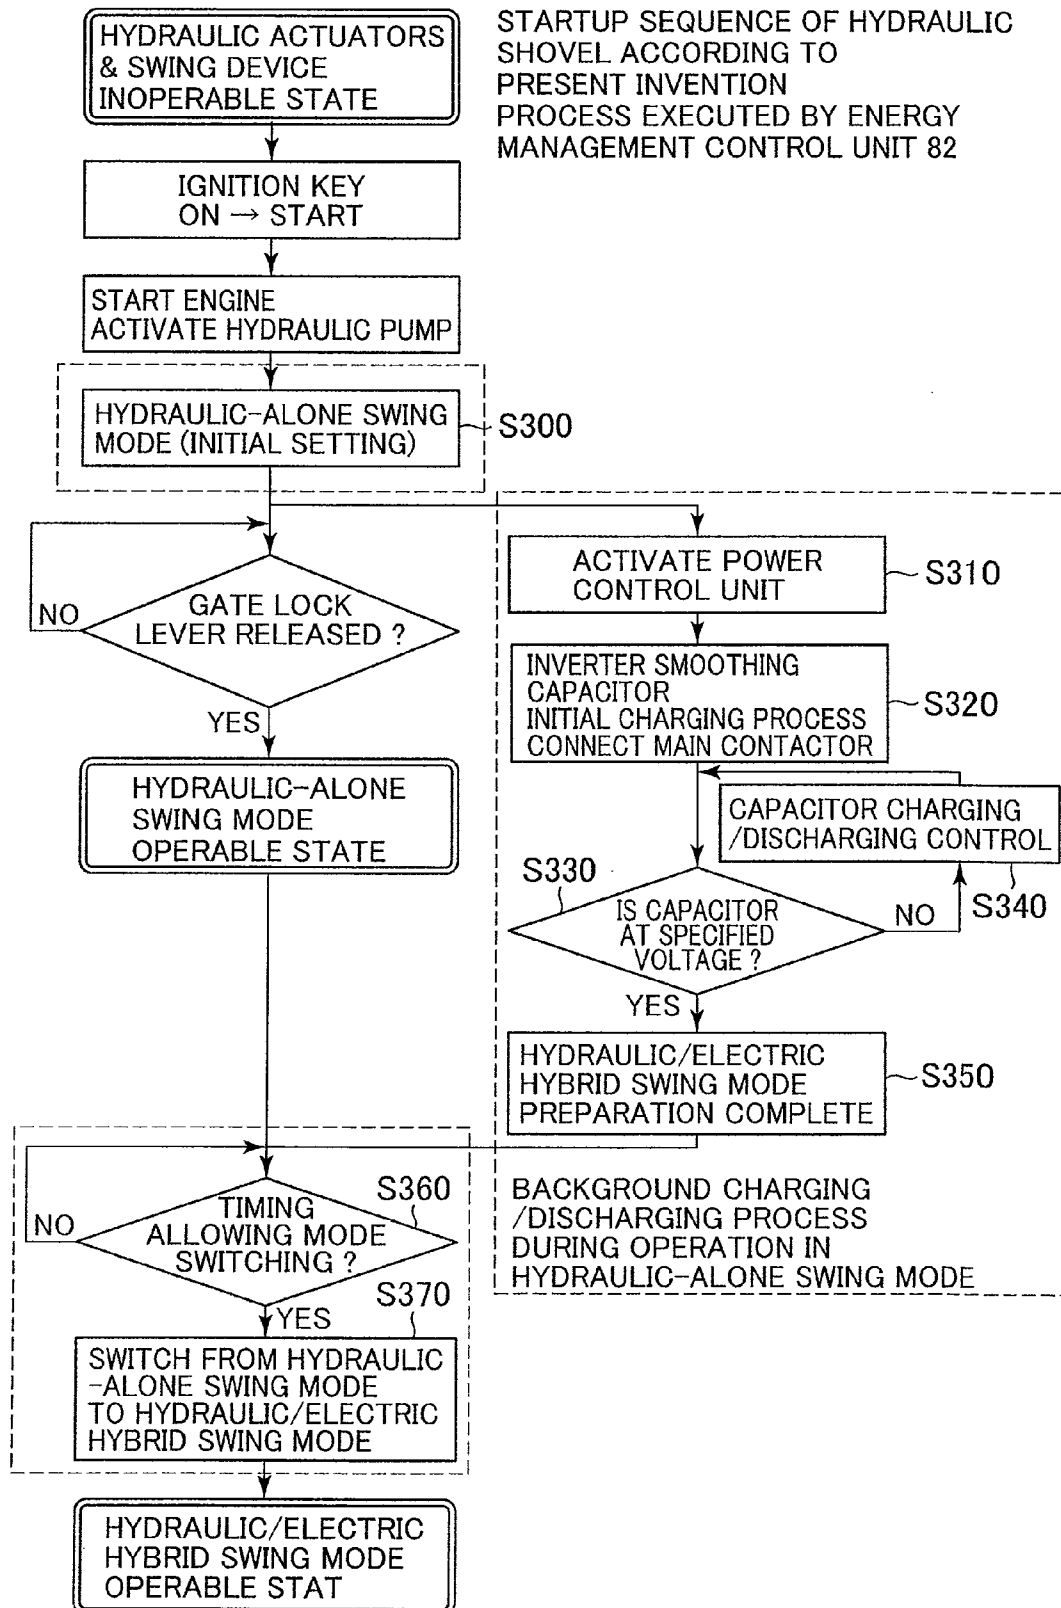 HYDRAULIC ACTUATORS
& SWING DEVICE
INOPERABLE STATE
STARTUP SEQUENCE OF HYDRAULIC
SHOVEL ACCORDING TO
PRESENT INVENTION
PROCESS EXECUTED BY ENERGY
MANAGEMENT CONTROL UNIT 82
IGNITION KEY
ON → START
START ENGINE
ACTIVATE HYDRAULIC PUMP
HYDRAULIC-ALONE SWING
MODE (INITIAL SETTING)
S300
GATE LOCK
LEVER RELEASED ?
NO
YES
HYDRAULIC-ALONE
SWING MODE
OPERABLE STATE
ACTIVATE POWER
CONTROL UNIT
S310
INVERTER SMOOTHING
CAPACITOR
INITIAL CHARGING PROCESS
CONNECT MAIN CONTACTOR
S320
CAPACITOR CHARGING
/DISCHARGING CONTROL
S340
S330
IS CAPACITOR
AT SPECIFIED
VOLTAGE ?
NO
YES
HYDRAULIC/ELECTRIC
HYBRID SWING MODE
PREPARATION COMPLETE
S350
BACKGROUND CHARGING
/DISCHARGING PROCESS
DURING OPERATION IN
HYDRAULIC-ALONE SWING MODE
S360
TIMING
ALLOWING MODE
SWITCHING ?
NO
YES
S370
SWITCH FROM HYDRAULIC
-ALONE SWING MODE
TO HYDRAULIC/ELECTRIC
HYBRID SWING MODE
HYDRAULIC/ELECTRIC
HYBRID SWING MODE
OPERABLE STAT